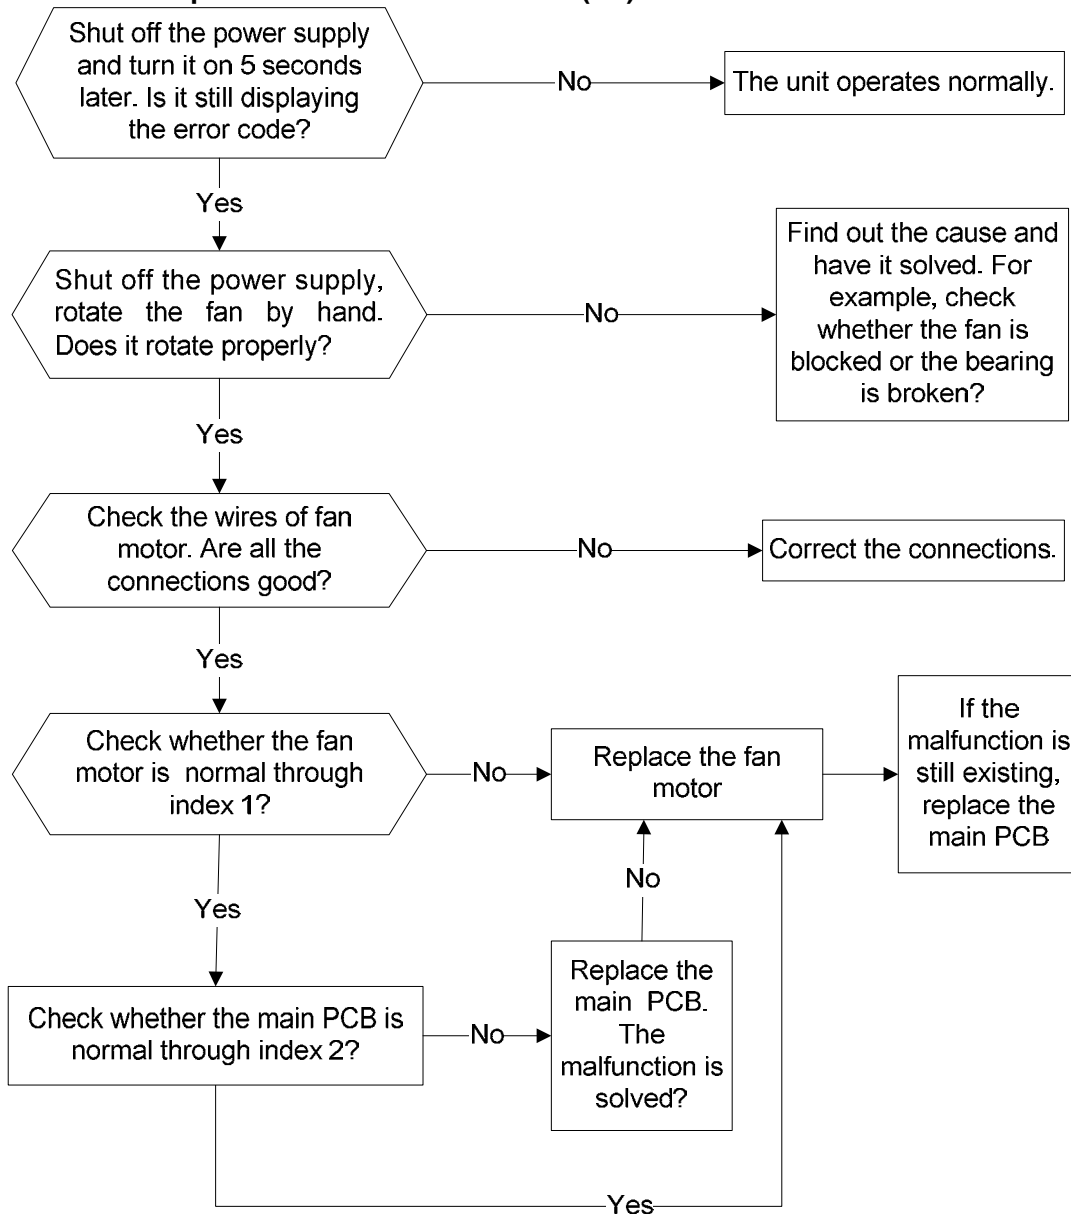 Shut off the power supply
and turn it on 5 seconds
later. Is it still displaying
the error code?
No
The unit operates normally.
Yes
Shut off the power supply,
rotate the fan by hand.
Does it rotate properly?
No
Find out the cause and
have it solved. For
example, check
whether the fan is
blocked or the bearing
is broken?
Yes
Check the wires of fan
motor. Are all the
connections good?
No
Correct the connections.
Yes
Check whether the fan
motor is normal through
index 1?
No
Replace the fan
motor
If the
malfunction is
still existing,
replace the
main PCB
Yes
No
Check whether the main PCB is
normal through index 2?
No
Replace the
main PCB.
The
malfunction is
solved?
Yes